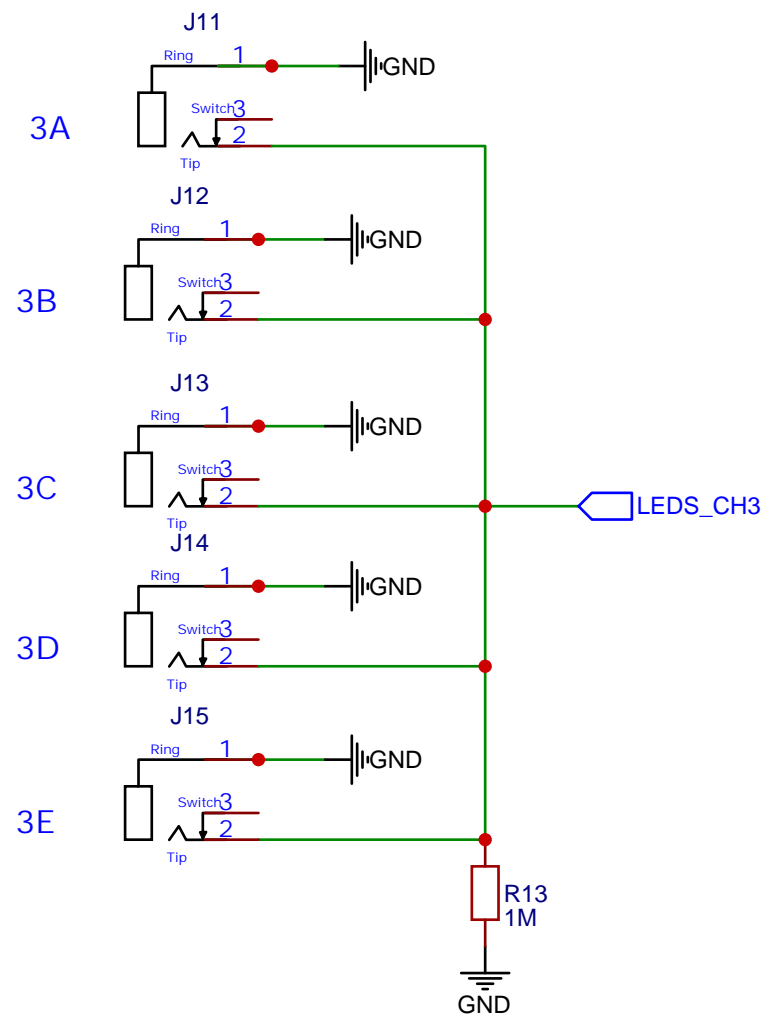 J11
Ring 1
GND
3A
Switch 3
2
Tip
J12
Ring 1
GND
3B
Switch 3
2
Tip
J13
Ring 1
GND
3C
Switch 3
2
LEDS_CH3
Tip
J14
Ring 1
GND
3D
Switch 3
2
Tip
J15
Ring 1
GND
3E
Switch 3
2
Tip
R13
1M
GND